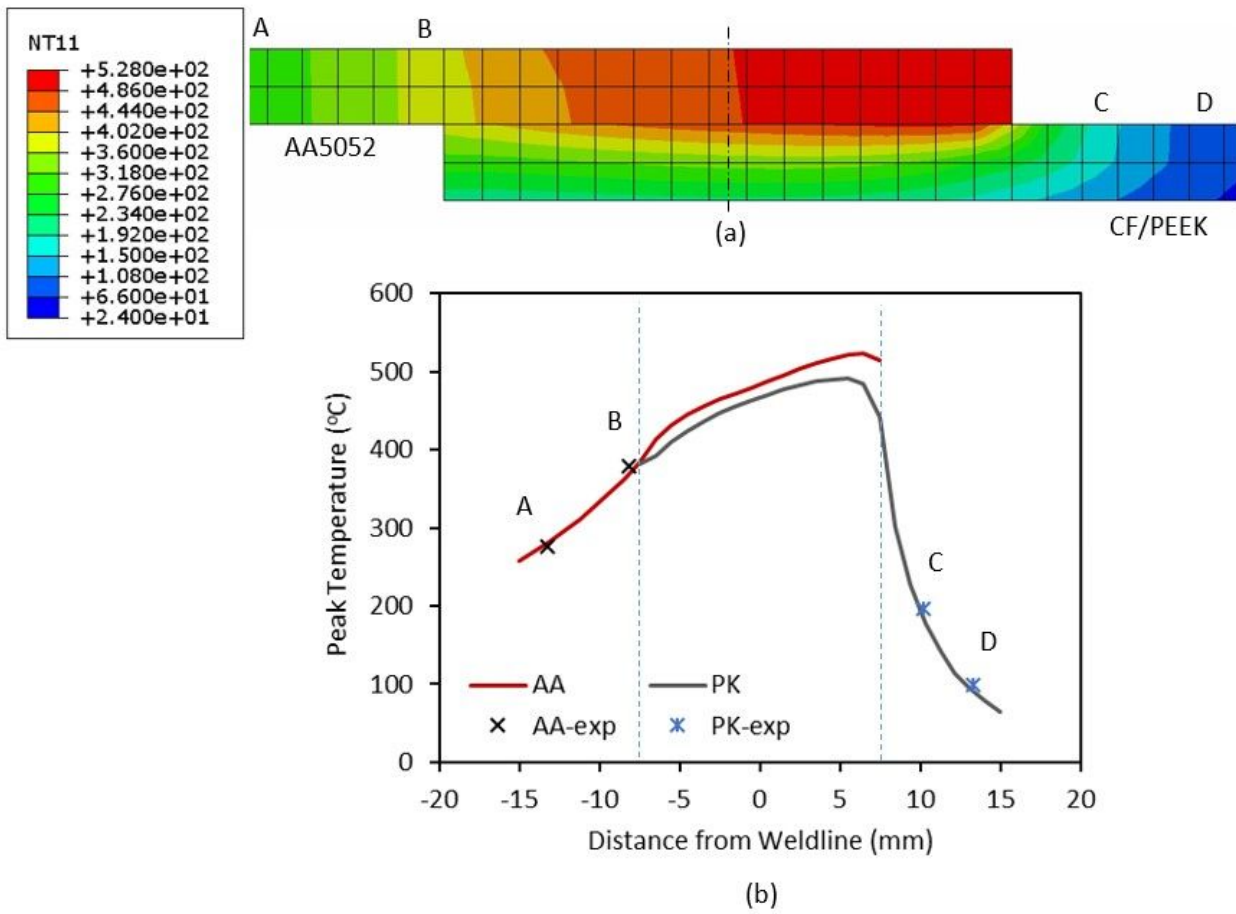 A
B
NT11
+5.280e+02
+4.860e+02
+4.440e+02
+4.020e+02
+3.600e+02
+3.180e+02
+2.760e+02
+2.340e+02
+1.920e+02
+1.500e+02
+1.080e+02
+6.600e+01
+2.400e+01
C
D
AA5052
CF/PEEK
(a)
600
500
400
300
200
100
0
Peak Temperature (°C)
A
B
C
D
AA
PK
AA-exp
PK-exp
-20 -15 -10 -5 0 5 10 15 20
Distance from Weldline (mm)
(b)